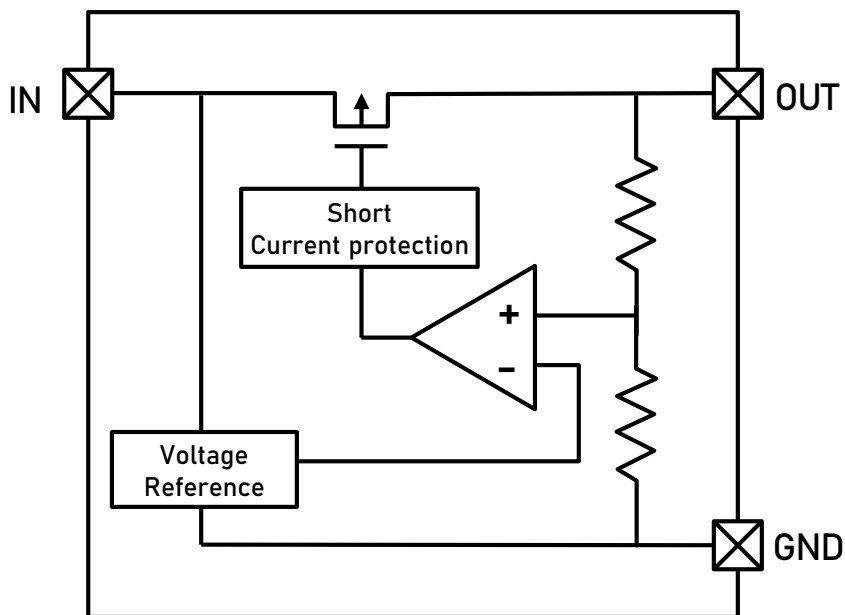 IN
OUT
Short
Current protection
+
-
Voltage
Reference
GND